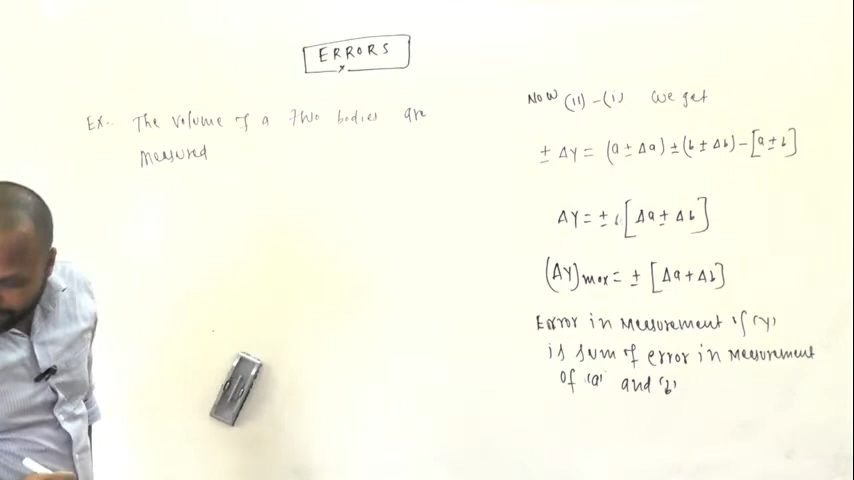 ERRORS
Ex:- The volume of a two bodies are
measured
Now (11) - (i) we get
± ΔY = (a ± Δa) ± (b ± Δb) - [a ± b]
ΔY = ± [Δa ± Δb]
(ΔY)max = ± [Δa + Δb]
Error in measurement of 'y'
is sum of error in measurement
of 'a' and 'b'